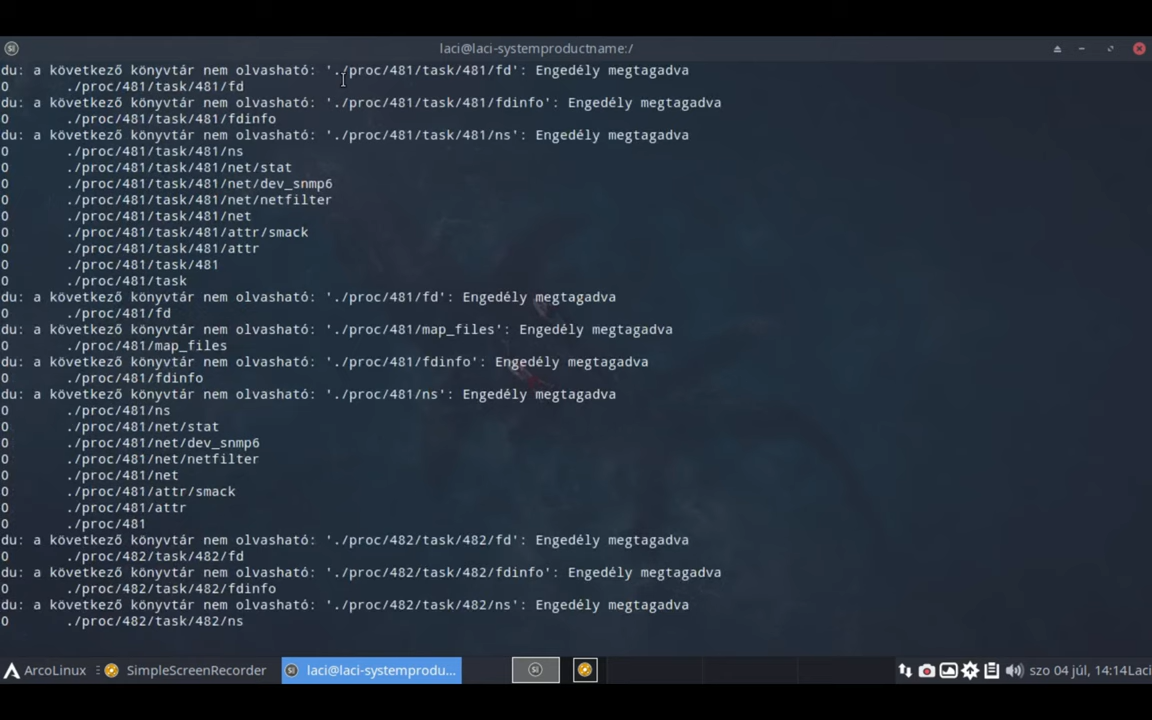 laci@laci-systemproductname:/
du: a következő könyvtár nem olvasható: './proc/481/task/481/fd': Engedély megtagadva
0 ./proc/481/task/481/fd
du: a következő könyvtár nem olvasható: './proc/481/task/481/fdinfo': Engedély megtagadva
0 ./proc/481/task/481/fdinfo
du: a következő könyvtár nem olvasható: './proc/481/task/481/ns': Engedély megtagadva
0 ./proc/481/task/481/ns
0 ./proc/481/task/481/net/stat
0 ./proc/481/task/481/net/dev_snmp6
0 ./proc/481/task/481/net/netfilter
0 ./proc/481/task/481/net
0 ./proc/481/task/481/attr/smack
0 ./proc/481/task/481/attr
0 ./proc/481/task/481
0 ./proc/481/task
du: a következő könyvtár nem olvasható: './proc/481/fd': Engedély megtagadva
0 ./proc/481/fd
du: a következő könyvtár nem olvasható: './proc/481/map_files': Engedély megtagadva
0 ./proc/481/map_files
du: a következő könyvtár nem olvasható: './proc/481/fdinfo': Engedély megtagadva
0 ./proc/481/fdinfo
du: a következő könyvtár nem olvasható: './proc/481/ns': Engedély megtagadva
0 ./proc/481/ns
0 ./proc/481/net/stat
0 ./proc/481/net/dev_snmp6
0 ./proc/481/net/netfilter
0 ./proc/481/net
0 ./proc/481/attr/smack
0 ./proc/481/attr
0 ./proc/481
du: a következő könyvtár nem olvasható: './proc/482/task/482/fd': Engedély megtagadva
0 ./proc/482/task/482/fd
du: a következő könyvtár nem olvasható: './proc/482/task/482/fdinfo': Engedély megtagadva
0 ./proc/482/task/482/fdinfo
du: a következő könyvtár nem olvasható: './proc/482/task/482/ns': Engedély megtagadva
0 ./proc/482/task/482/ns
ArcoLinux SimpleScreenRecorder laci@laci-systemprodu... szo 04 júl, 14:14 Laci